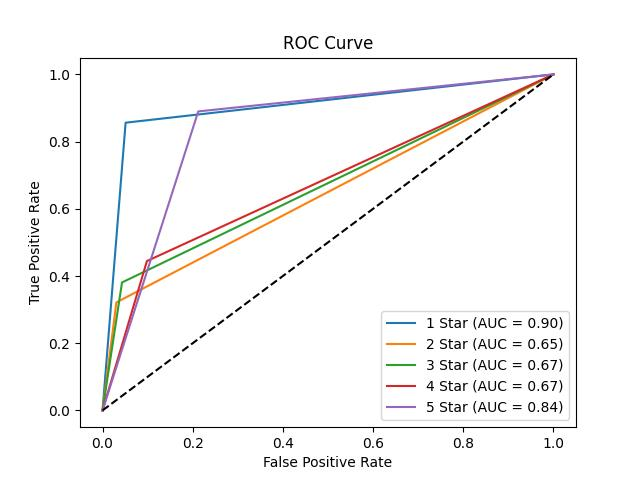 ROC Curve
True Positive Rate
1.0
0.8
0.6
0.4
0.2
0.0
0.0 0.2 0.4 0.6 0.8 1.0
False Positive Rate
1 Star (AUC = 0.90)
2 Star (AUC = 0.65)
3 Star (AUC = 0.67)
4 Star (AUC = 0.67)
5 Star (AUC = 0.84)